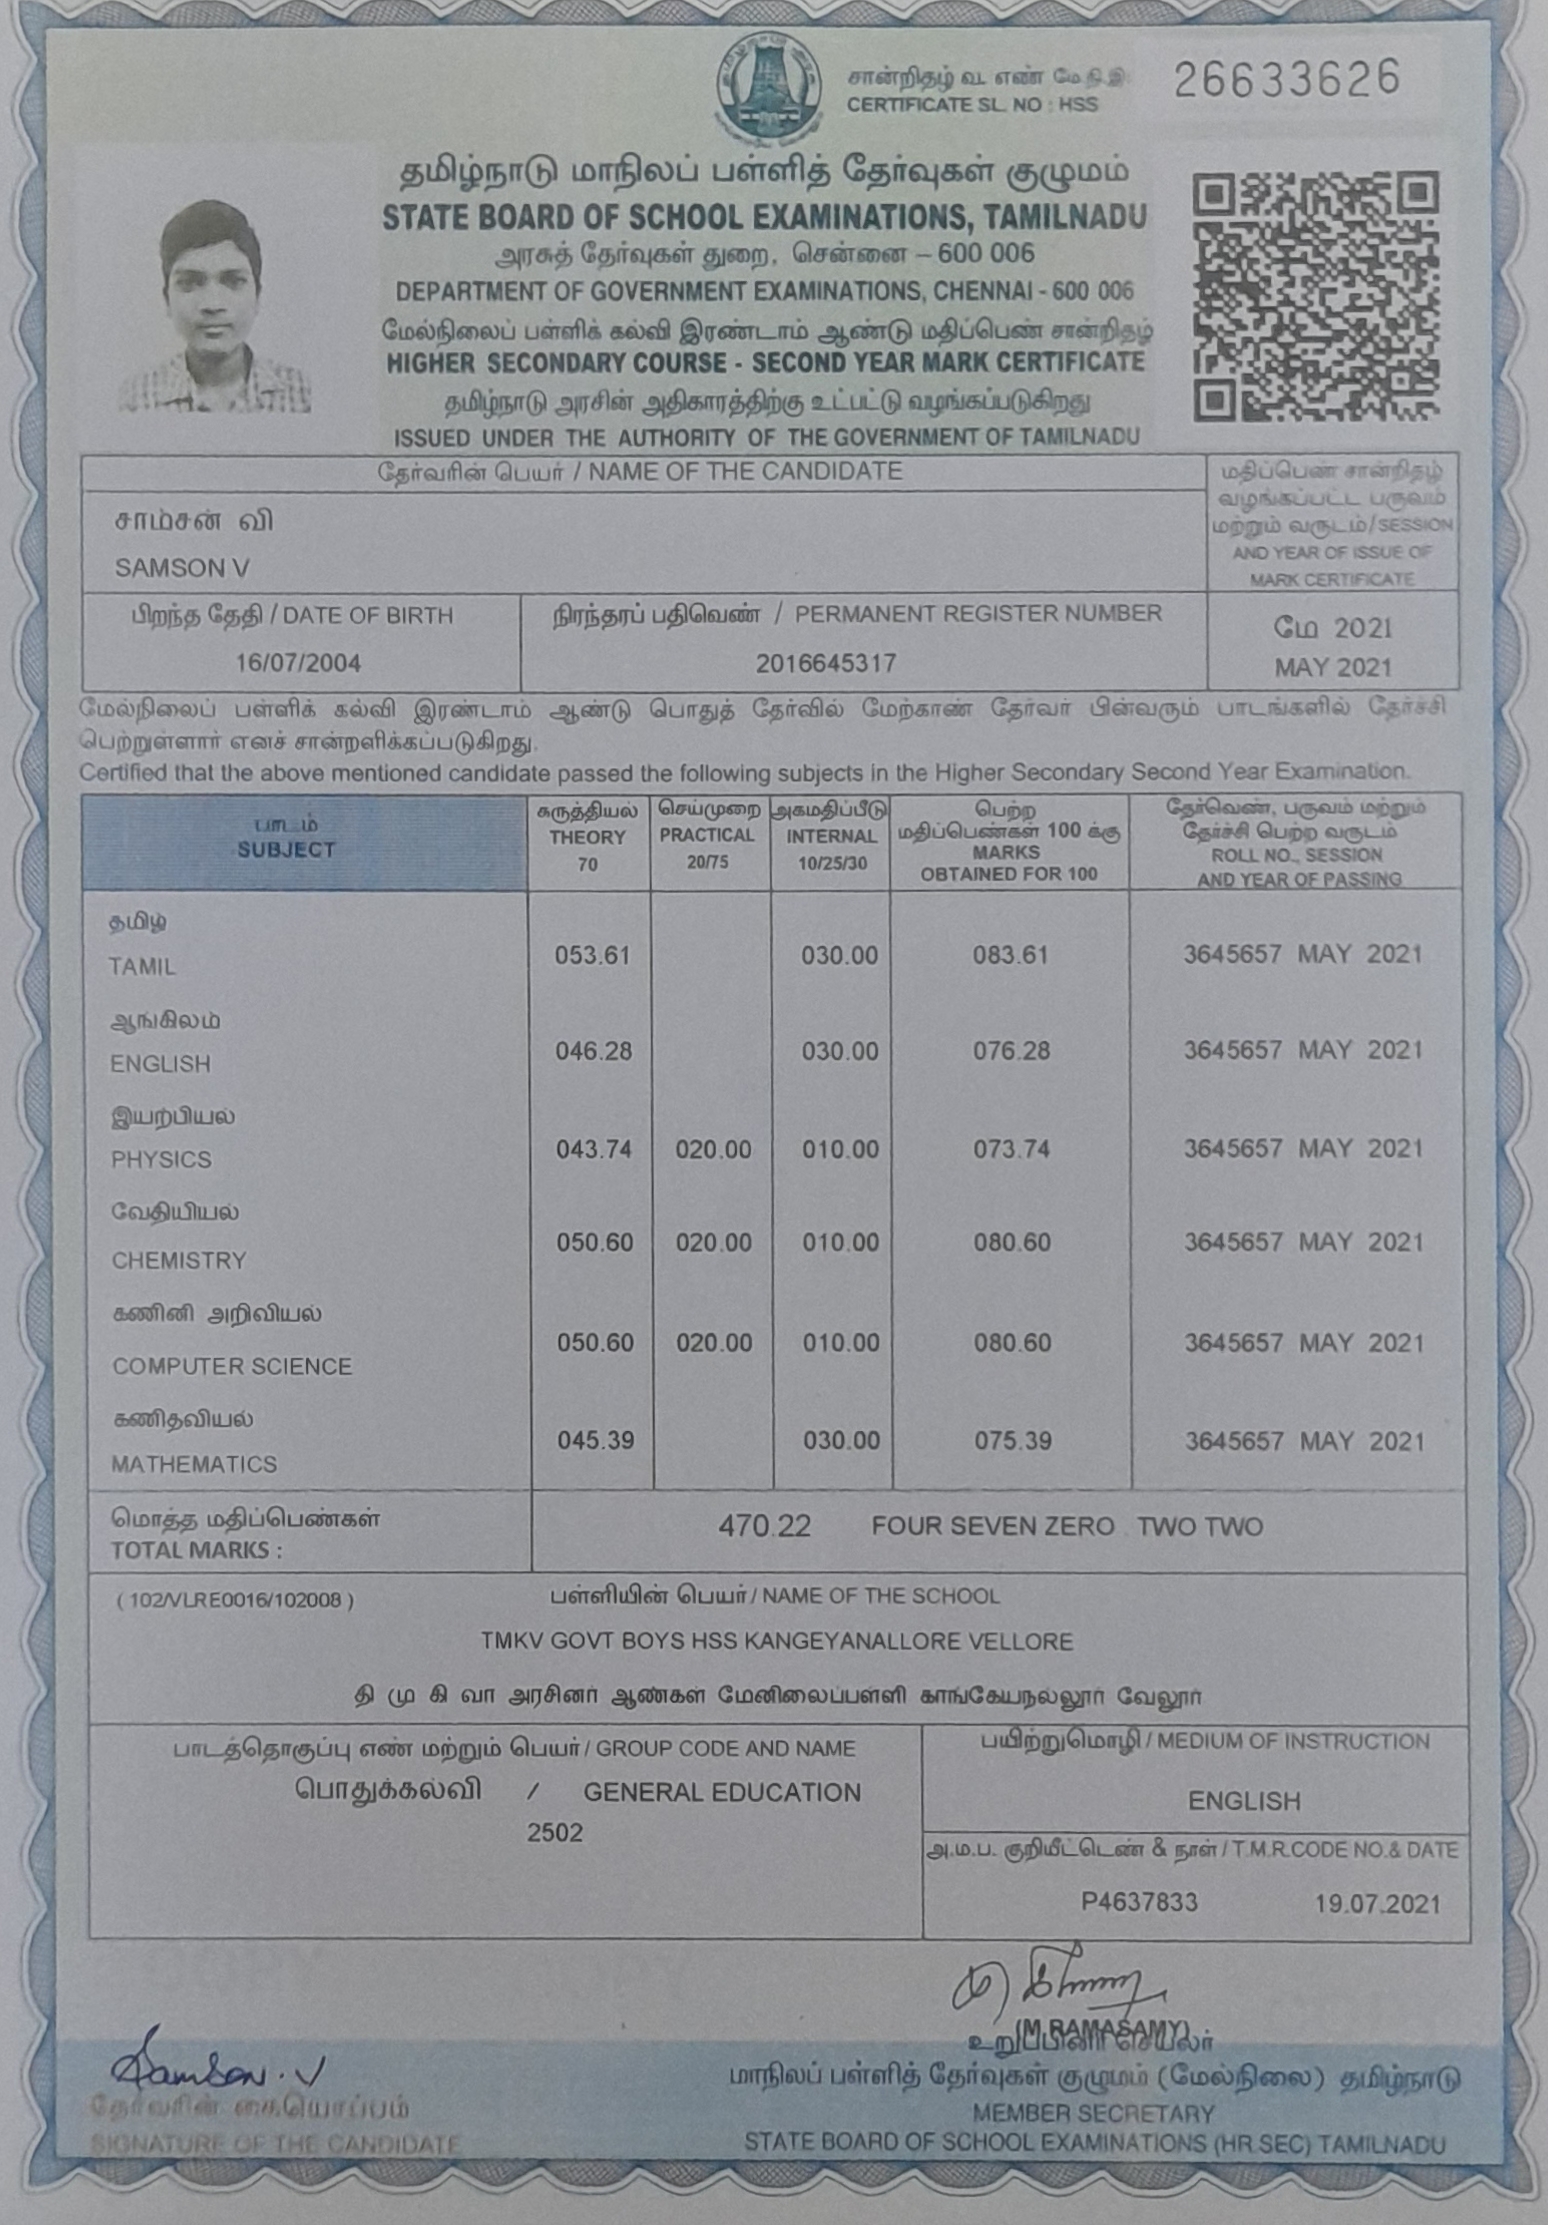 சான்றிதழ் வ. எண் மே.நி.இ.
CERTIFICATE SL. NO : HSS
26633626
தமிழ்நாடு மாநிலப் பள்ளித் தேர்வுகள் குழுமம்
STATE BOARD OF SCHOOL EXAMINATIONS, TAMILNADU
அரசுத் தேர்வுகள் துறை, சென்னை – 600 006
DEPARTMENT OF GOVERNMENT EXAMINATIONS, CHENNAI - 600 006
மேல்நிலைப் பள்ளிக் கல்வி இரண்டாம் ஆண்டு மதிப்பெண் சான்றிதழ்
HIGHER SECONDARY COURSE - SECOND YEAR MARK CERTIFICATE
தமிழ்நாடு அரசின் அதிகாரத்திற்கு உட்பட்டு வழங்கப்படுகிறது
ISSUED UNDER THE AUTHORITY OF THE GOVERNMENT OF TAMILNADU
தேர்வரின் பெயர் / NAME OF THE CANDIDATE
சாம்சன் வி
SAMSON V
மதிப்பெண் சான்றிதழ்
வழங்கப்பட்ட பருவம்
மற்றும் வருடம் / SESSION
AND YEAR OF ISSUE OF
MARK CERTIFICATE
பிறந்த தேதி / DATE OF BIRTH
16/07/2004
நிரந்தரப் பதிவெண் / PERMANENT REGISTER NUMBER
2016645317
மே 2021
MAY 2021
மேல்நிலைப் பள்ளிக் கல்வி இரண்டாம் ஆண்டு பொதுத் தேர்வில் மேற்காண் தேர்வர் பின்வரும் பாடங்களில் தேர்ச்சி
பெற்றுள்ளார் எனச் சான்றளிக்கப்படுகிறது.
Certified that the above mentioned candidate passed the following subjects in the Higher Secondary Second Year Examination.
பாடம்
SUBJECT
கருத்தியல்
THEORY
70
செய்முறை
PRACTICAL
20/75
அகமதிப்பீடு
INTERNAL
10/25/30
பெற்ற
மதிப்பெண்கள் 100 க்கு
MARKS
OBTAINED FOR 100
தேர்வெண், பருவம் மற்றும்
தேர்ச்சி பெற்ற வருடம்
ROLL NO., SESSION
AND YEAR OF PASSING
தமிழ்
TAMIL 053.61 030.00 083.61 3645657 MAY 2021
ஆங்கிலம்
ENGLISH 046.28 030.00 076.28 3645657 MAY 2021
இயற்பியல்
PHYSICS 043.74 020.00 010.00 073.74 3645657 MAY 2021
வேதியியல்
CHEMISTRY 050.60 020.00 010.00 080.60 3645657 MAY 2021
கணினி அறிவியல்
COMPUTER SCIENCE 050.60 020.00 010.00 080.60 3645657 MAY 2021
கணிதவியல்
MATHEMATICS 045.39 030.00 075.39 3645657 MAY 2021
மொத்த மதிப்பெண்கள்
TOTAL MARKS :
470.22 FOUR SEVEN ZERO . TWO TWO
( 102/VLRE0016/102008 )
பள்ளியின் பெயர் / NAME OF THE SCHOOL
TMKV GOVT BOYS HSS KANGEYANALLORE VELLORE
தி மு கி வா அரசினர் ஆண்கள் மேனிலைப்பள்ளி காங்கேயநல்லூர் வேலூர்
பாடத்தொகுப்பு எண் மற்றும் பெயர் / GROUP CODE AND NAME
பொதுக்கல்வி / GENERAL EDUCATION
2502
பயிற்றுமொழி / MEDIUM OF INSTRUCTION
ENGLISH
அ.ம.ப. குறியீட்டெண் & நாள் / T.M.R.CODE NO.& DATE
P4637833 19.07.2021
(M.RAMASAMY)
உறுப்பினர் செயலர்
மாநிலப் பள்ளித் தேர்வுகள் குழுமம் (மேல்நிலை) தமிழ்நாடு
MEMBER SECRETARY
STATE BOARD OF SCHOOL EXAMINATIONS (HR.SEC) TAMILNADU
Samson. V
தேர்வரின் கையொப்பம்
SIGNATURE OF THE CANDIDATE